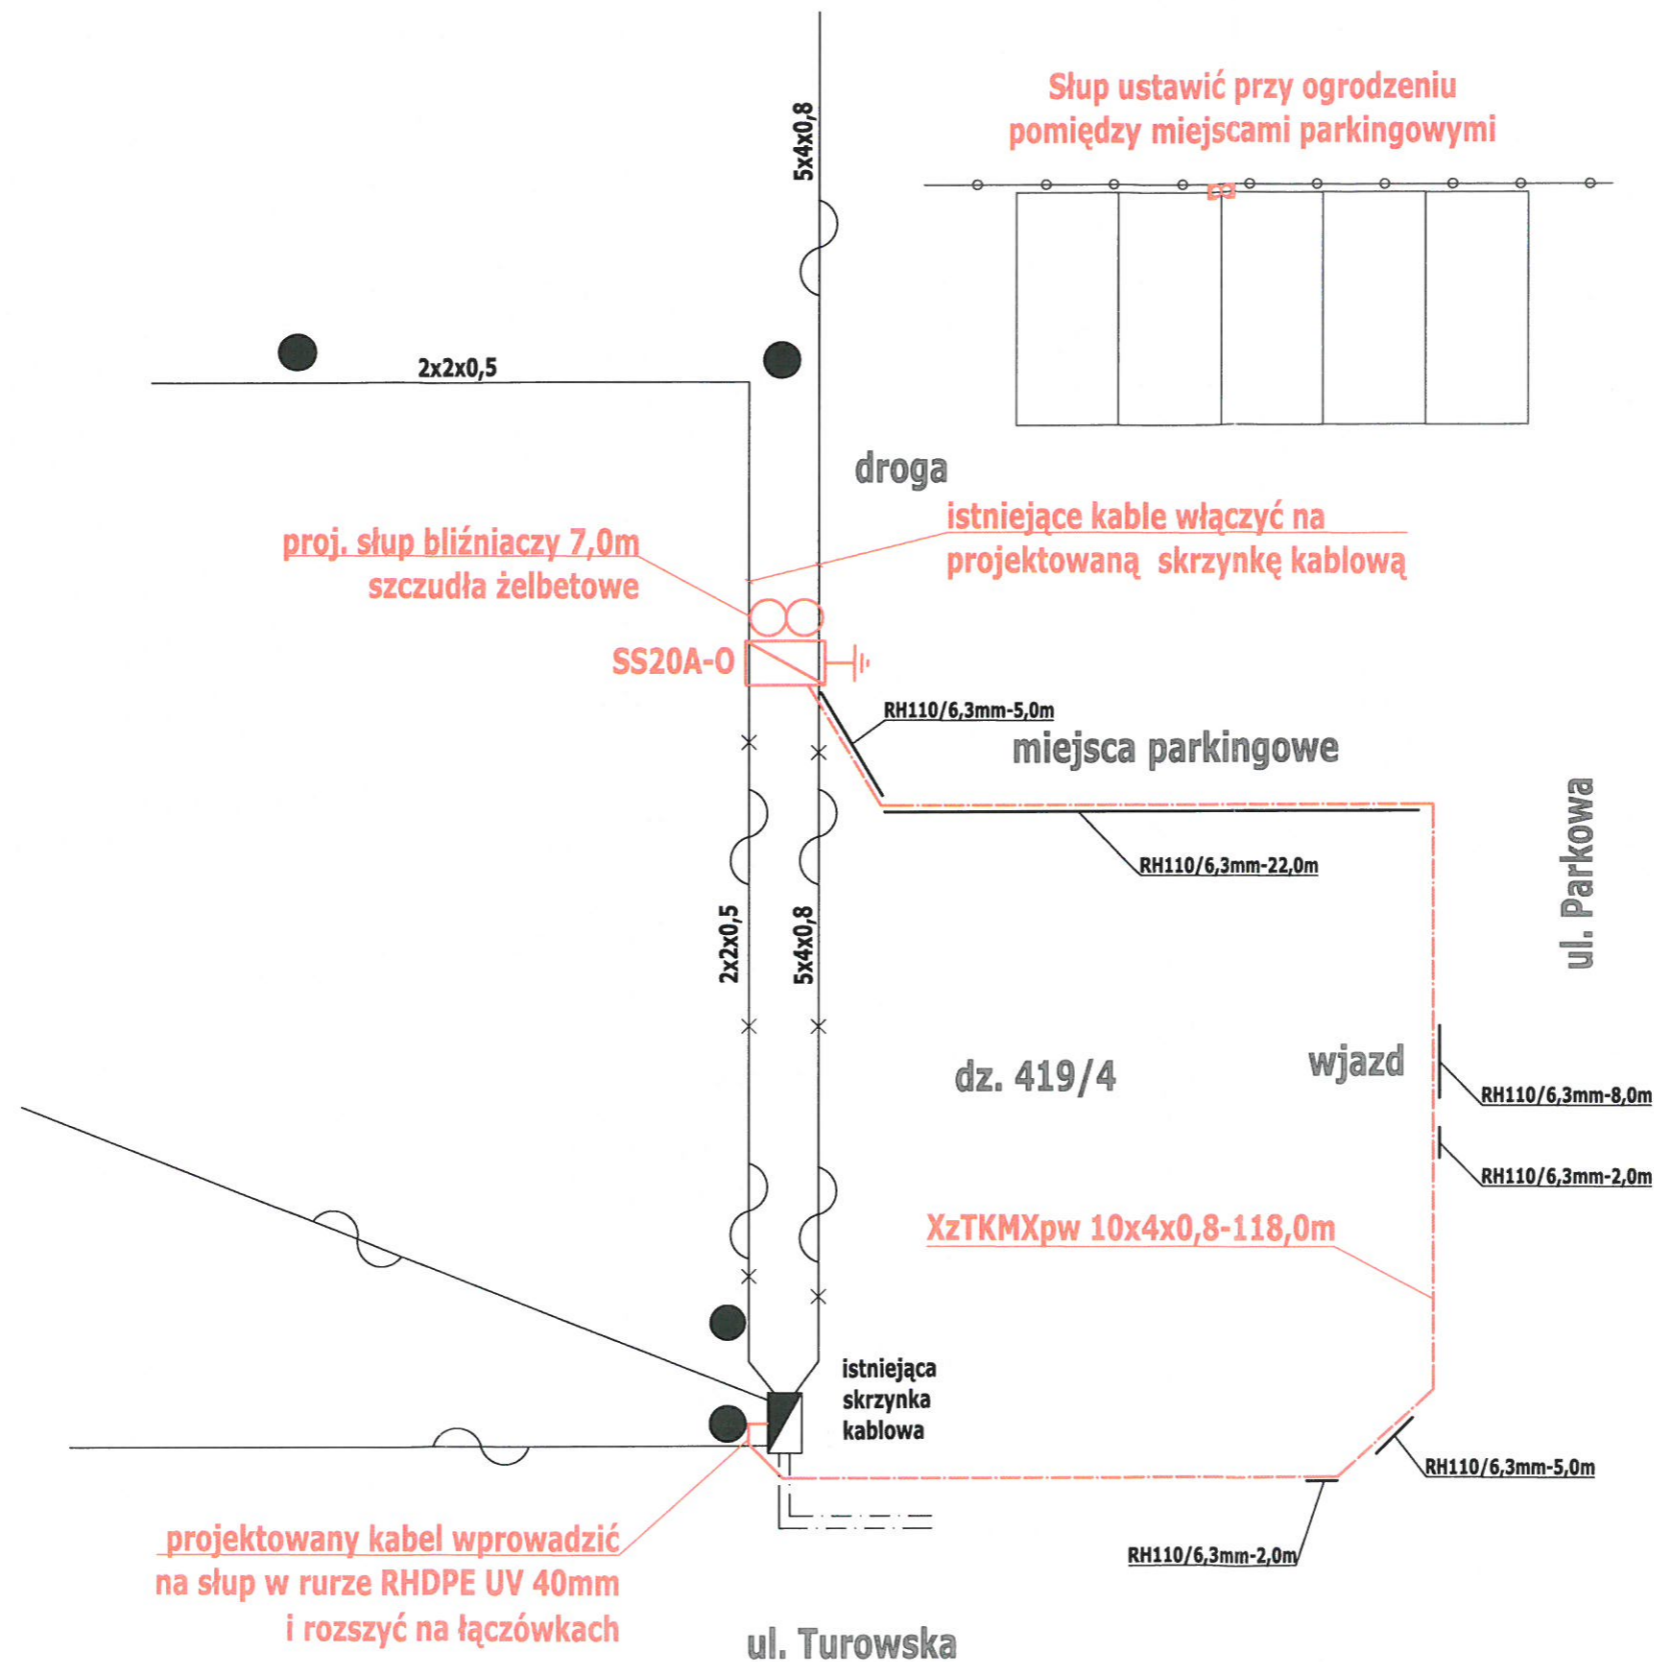 Słup ustawić przy ogrodzeniu
pomiędzy miejscami parkingowymi
5x4x0,8
2x2x0,5
droga
istniejące kable włączyć na
projektowaną skrzynkę kablową
proj. słup bliźniaczy 7,0m
szczudła żelbetowe
SS20A-O
RH110/6,3mm-5,0m
miejsca parkingowe
RH110/6,3mm-22,0m
ul. Parkowa
2x2x0,5
5x4x0,8
dz. 419/4
wjazd
RH110/6,3mm-8,0m
RH110/6,3mm-2,0m
XzTKMXpw 10x4x0,8-118,0m
istniejąca
skrzynka
kablowa
RH110/6,3mm-5,0m
RH110/6,3mm-2,0m
projektowany kabel wprowadzić
na słup w rurze RHDPE UV 40mm
i rozszyć na łączówkach
ul. Turowska